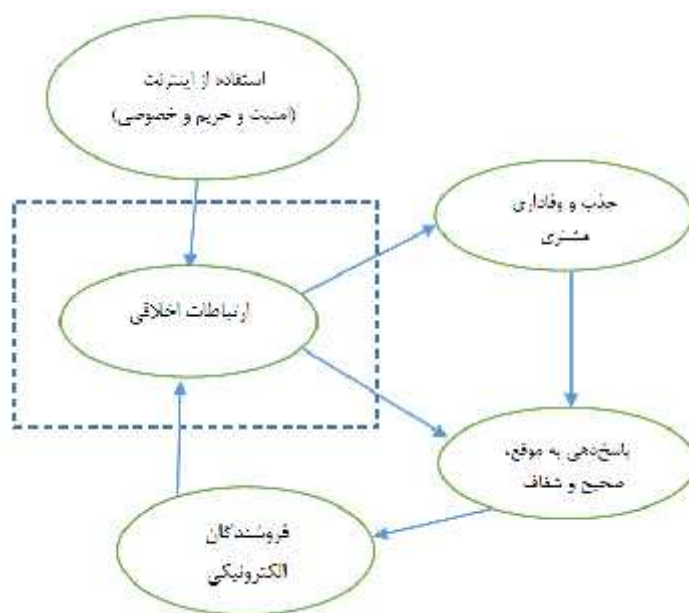 استفاده از اینترنت
(امنیت و حریم و خصوصی)
جذب و وفاداری
مشتری
ارتباطات اخلاقی
پاسخ‌دهی به موقع،
صحیح و شفاف
فروشندگان
الکترونیکی